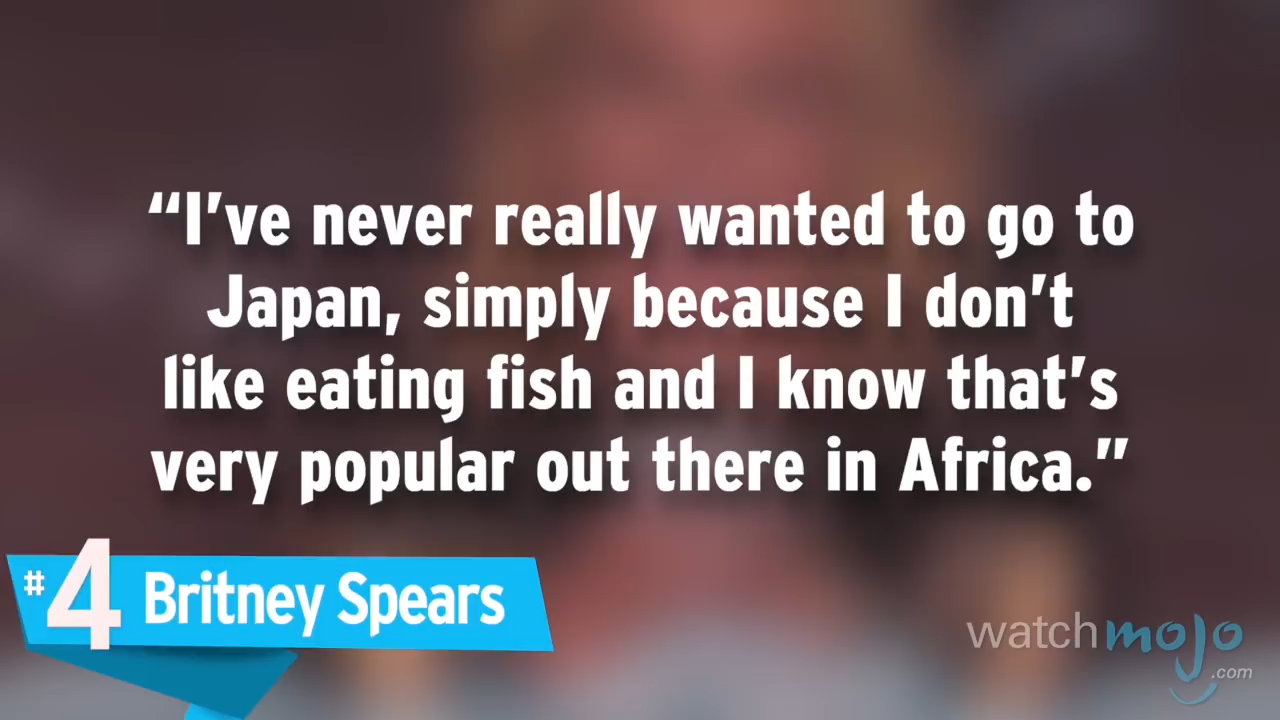 “I’ve never really wanted to go to
Japan, simply because I don’t
like eating fish and I know that’s
very popular out there in Africa.”
#4 Britney Spears
watchmojo
.com